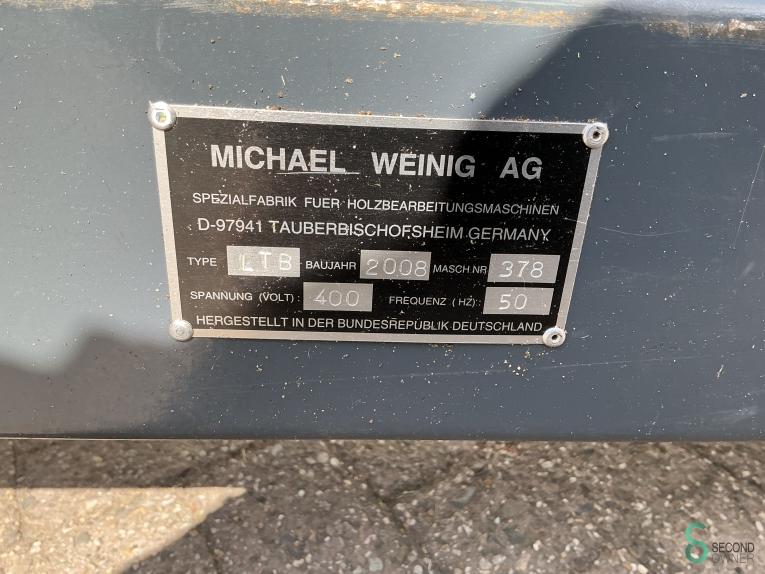 MICHAEL WEINIG AG
SPEZIALFABRIK FUER HOLZBEARBEITUNGSMASCHINEN
D-97941 TAUBERBISCHOFSHEIM GERMANY
TYPE LTB BAUJAHR 2008 MASCH NR 378
SPANNUNG (VOLT): 400 FREQUENZ (HZ): 50
HERGESTELLT IN DER BUNDESREPUBLIK DEUTSCHLAND
SECOND
OWNER